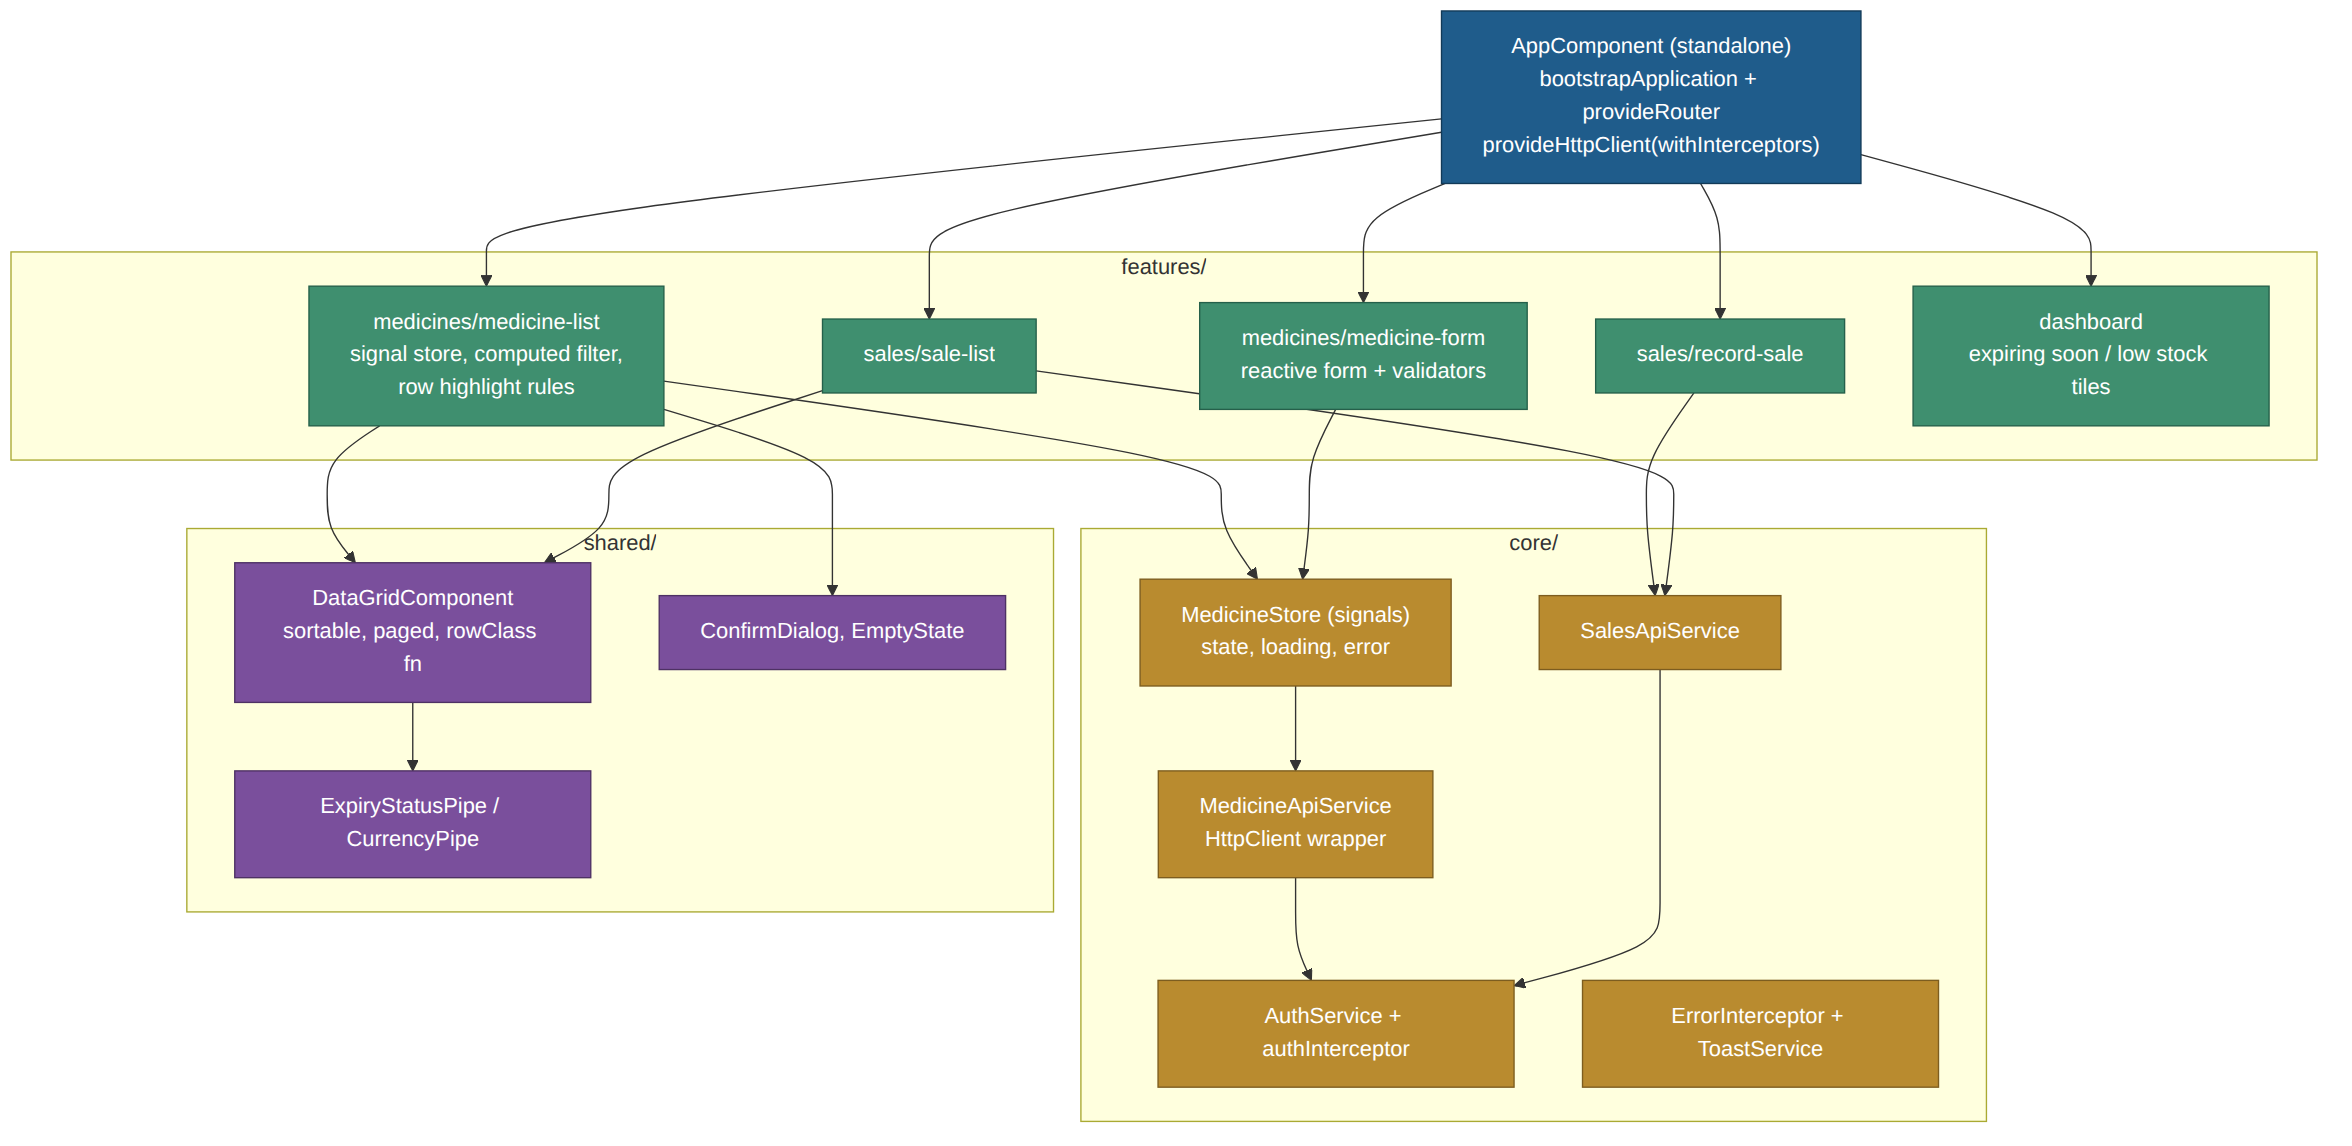 AppComponent (standalone)
bootstrapApplication +
provideRouter
provideHttpClient(withInterceptors)
features/
medicines/medicine-list
signal store, computed filter,
row highlight rules
sales/sale-list
medicines/medicine-form
reactive form + validators
sales/record-sale
dashboard
expiring soon / low stock
tiles
shared/
DataGridComponent
sortable, paged, rowClass
fn
ConfirmDialog, EmptyState
ExpiryStatusPipe /
CurrencyPipe
core/
MedicineStore (signals)
state, loading, error
SalesApiService
MedicineApiService
HttpClient wrapper
AuthService +
authInterceptor
ErrorInterceptor +
ToastService